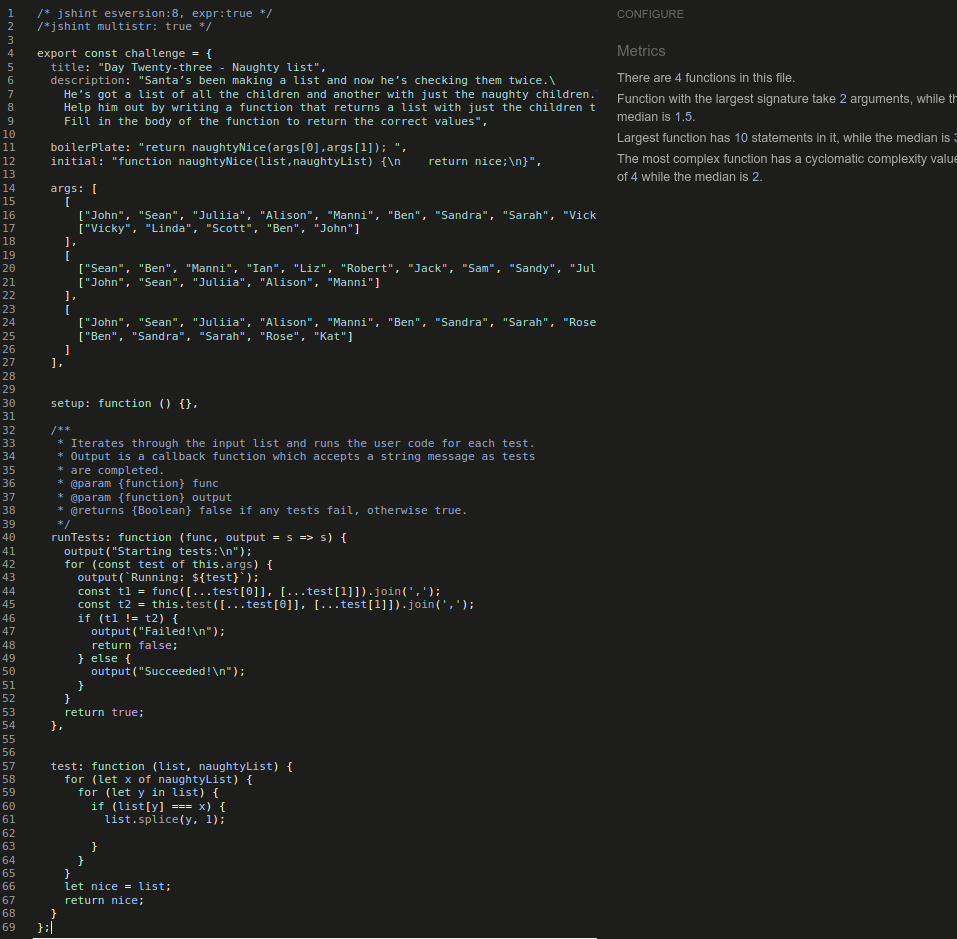 1 /* jshint esversion:8, expr:true */
2 /*jshint multistr: true */
3
4 export const challenge = {
5 title: "Day Twenty-three - Naughty list",
6 description: "Santa’s been making a list and now he’s checking them twice.\
7 He’s got a list of all the children and another with just the naughty children.
8 Help him out by writing a function that returns a list with just the children t
9 Fill in the body of the function to return the correct values",
10
11 boilerPlate: "return naughtyNice(args[0],args[1]); ",
12 initial: "function naughtyNice(list,naughtyList) {\n    return nice;\n}",
13
14 args: [
15 [
16 ["John", "Sean", "Juliia", "Alison", "Manni", "Ben", "Sandra", "Sarah", "Vick
17 ["Vicky", "Linda", "Scott", "Ben", "John"]
18 ],
19 [
20 ["Sean", "Ben", "Manni", "Ian", "Liz", "Robert", "Jack", "Sam", "Sandy", "Jul
21 ["John", "Sean", "Juliia", "Alison", "Manni"]
22 ],
23 [
24 ["John", "Sean", "Juliia", "Alison", "Manni", "Ben", "Sandra", "Sarah", "Rose
25 ["Ben", "Sandra", "Sarah", "Rose", "Kat"]
26 ]
27 ],
28
29
30 setup: function () {},
31
32 /**
33 * Iterates through the input list and runs the user code for each test.
34 * Output is a callback function which accepts a string message as tests
35 * are completed.
36 * @param {function} func
37 * @param {function} output
38 * @returns {Boolean} false if any tests fail, otherwise true.
39 */
40 runTests: function (func, output = s => s) {
41 output("Starting tests:\n");
42 for (const test of this.args) {
43 output(`Running: ${test}`);
44 const t1 = func([...test[0]], [...test[1]]).join(',');
45 const t2 = this.test([...test[0]], [...test[1]]).join(',');
46 if (t1 != t2) {
47 output("Failed!\n");
48 return false;
49 } else {
50 output("Succeeded!\n");
51 }
52 }
53 return true;
54 },
55
56
57 test: function (list, naughtyList) {
58 for (let x of naughtyList) {
59 for (let y in list) {
60 if (list[y] === x) {
61 list.splice(y, 1);
62
63 }
64 }
65 }
66 let nice = list;
67 return nice;
68 }
69 };
CONFIGURE
Metrics
There are 4 functions in this file.
Function with the largest signature take 2 arguments, while th
median is 1.5.
Largest function has 10 statements in it, while the median is 3
The most complex function has a cyclomatic complexity value
of 4 while the median is 2.